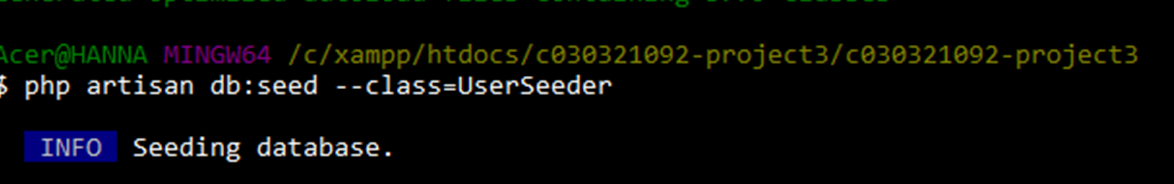 Acer@HANNA MINGW64 /c/xampp/htdocs/c030321092-project3/c030321092-project3
$ php artisan db:seed --class=UserSeeder
INFO Seeding database.